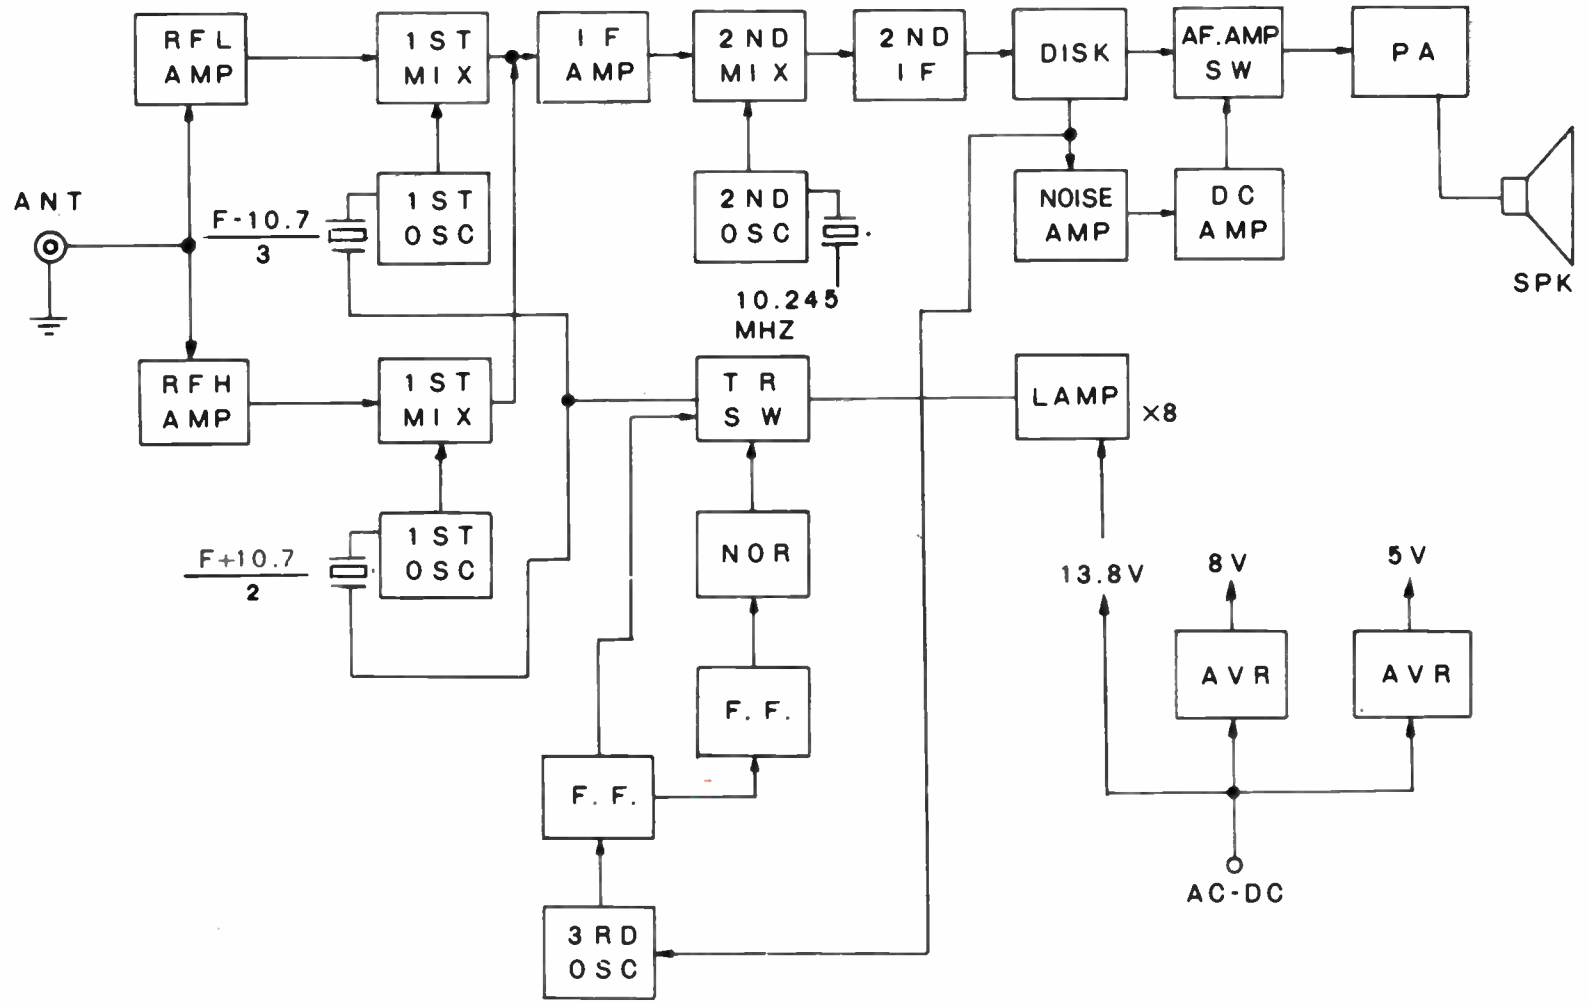 RFL
AMP
1ST
MIX
IF
AMP
2ND
MIX
2ND
IF
DISK
AF.AMP
SW
PA
ANT
F-10.7
3
1ST
OSC
2ND
OSC
10.245
MHZ
NOISE
AMP
DC
AMP
SPK
RFH
AMP
1ST
MIX
TR
SW
LAMP
X8
F+10.7
2
1ST
OSC
NOR
13.8V
8V
5V
F.F.
AVR
AVR
F.F.
AC-DC
3RD
OSC